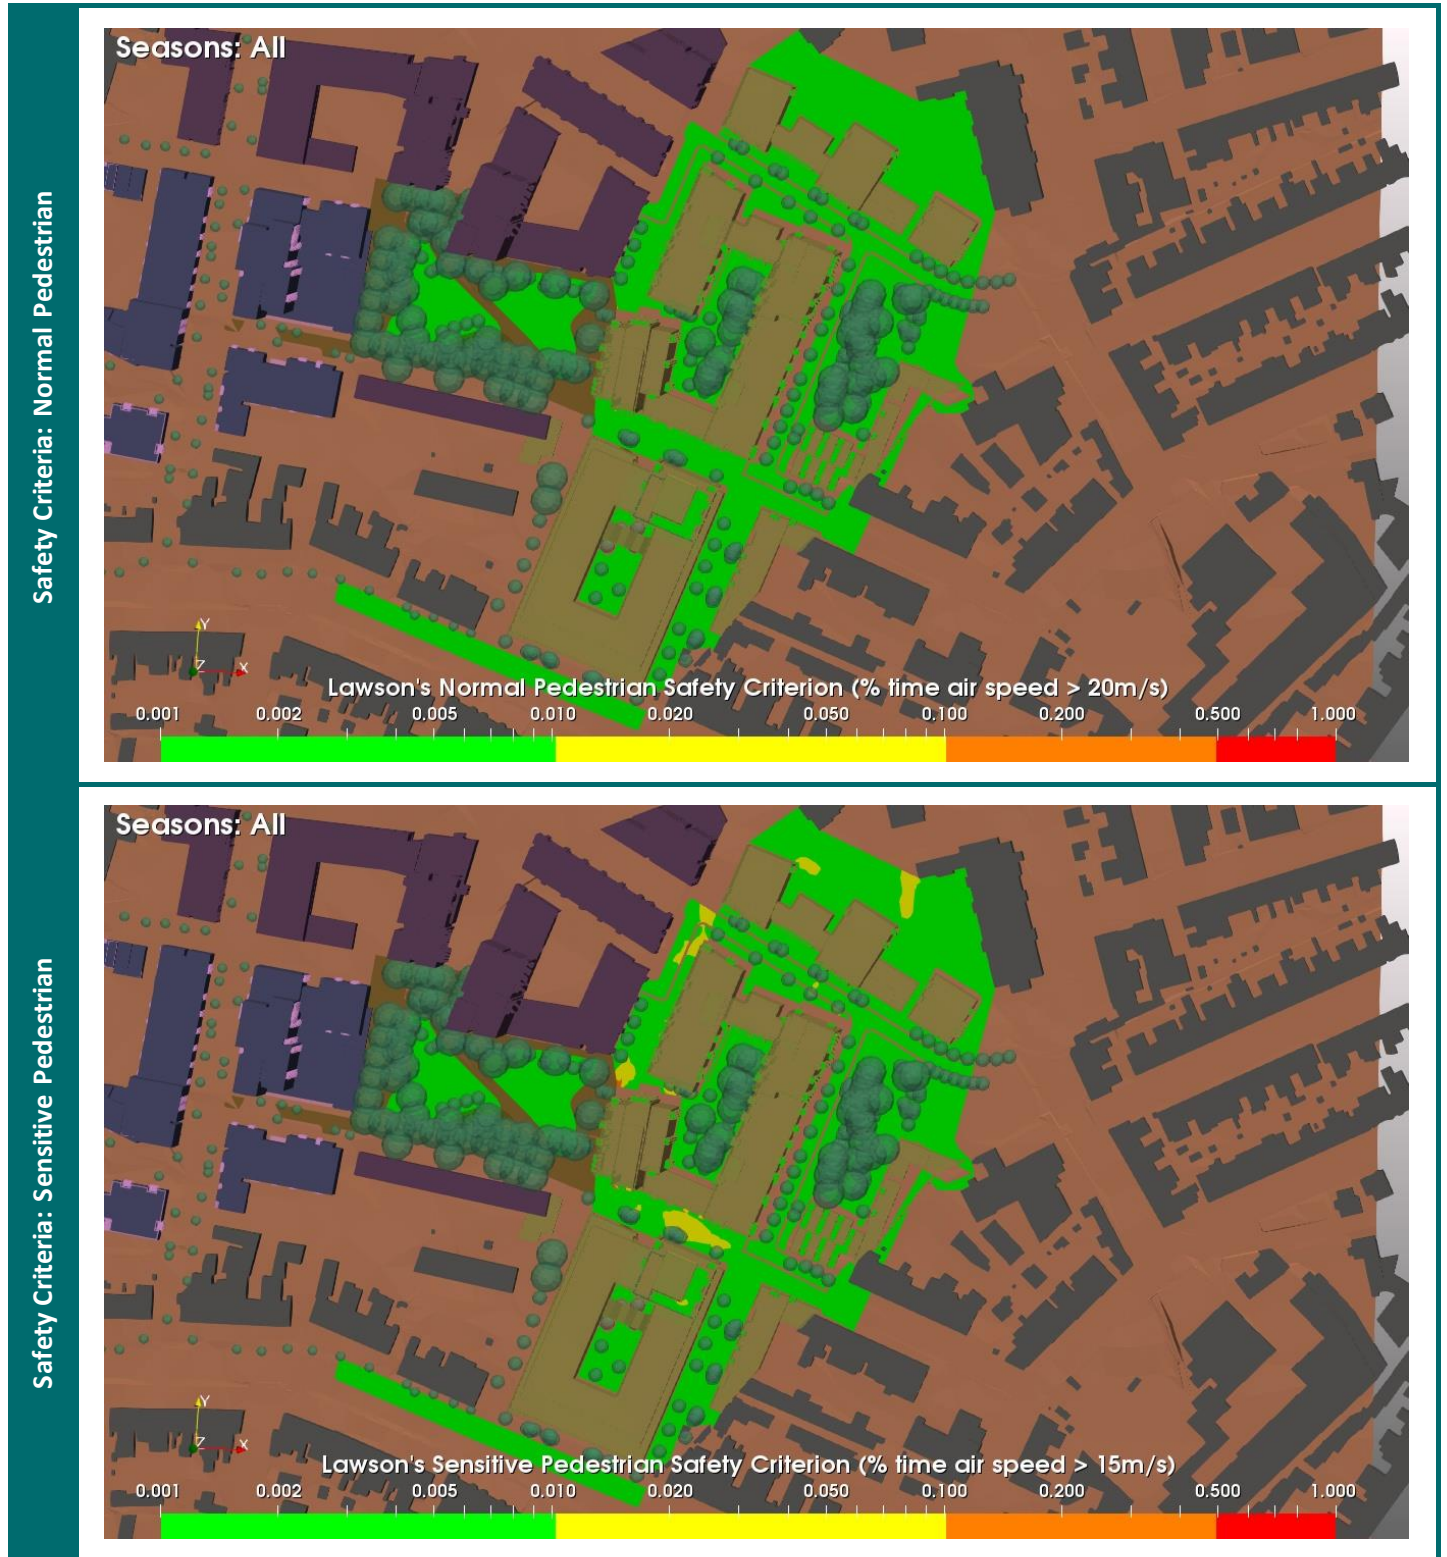 Safety Criteria: Normal Pedestrian
Seasons: All
Y
Z
X
Lawson's Normal Pedestrian Safety Criterion (% time air speed > 20m/s)
0.001 0.002 0.005 0.010 0.020 0.050 0.100 0.200 0.500 1.000
Safety Criteria: Sensitive Pedestrian
Seasons: All
Y
Z
X
Lawson's Sensitive Pedestrian Safety Criterion (% time air speed > 15m/s)
0.001 0.002 0.005 0.010 0.020 0.050 0.100 0.200 0.500 1.000